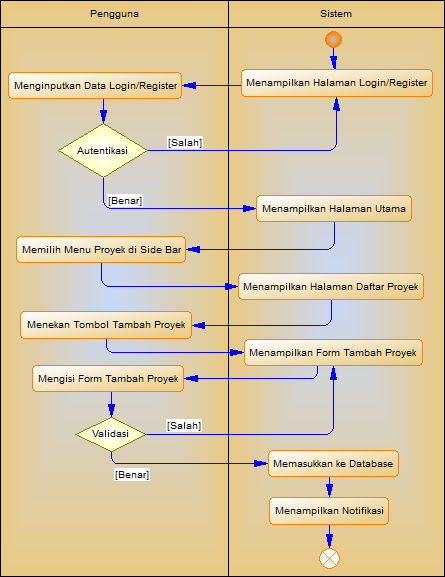 Pengguna
Sistem
Menampilkan Halaman Login/Register
Menginputkan Data Login/Register
Autentikasi
[Salah]
[Benar]
Menampilkan Halaman Utama
Memilih Menu Proyek di Side Bar
Menampilkan Halaman Daftar Proyek
Menekan Tombol Tambah Proyek
Menampilkan Form Tambah Proyek
Mengisi Form Tambah Proyek
Validasi
[Salah]
[Benar]
Memasukkan ke Database
Menampilkan Notifikasi